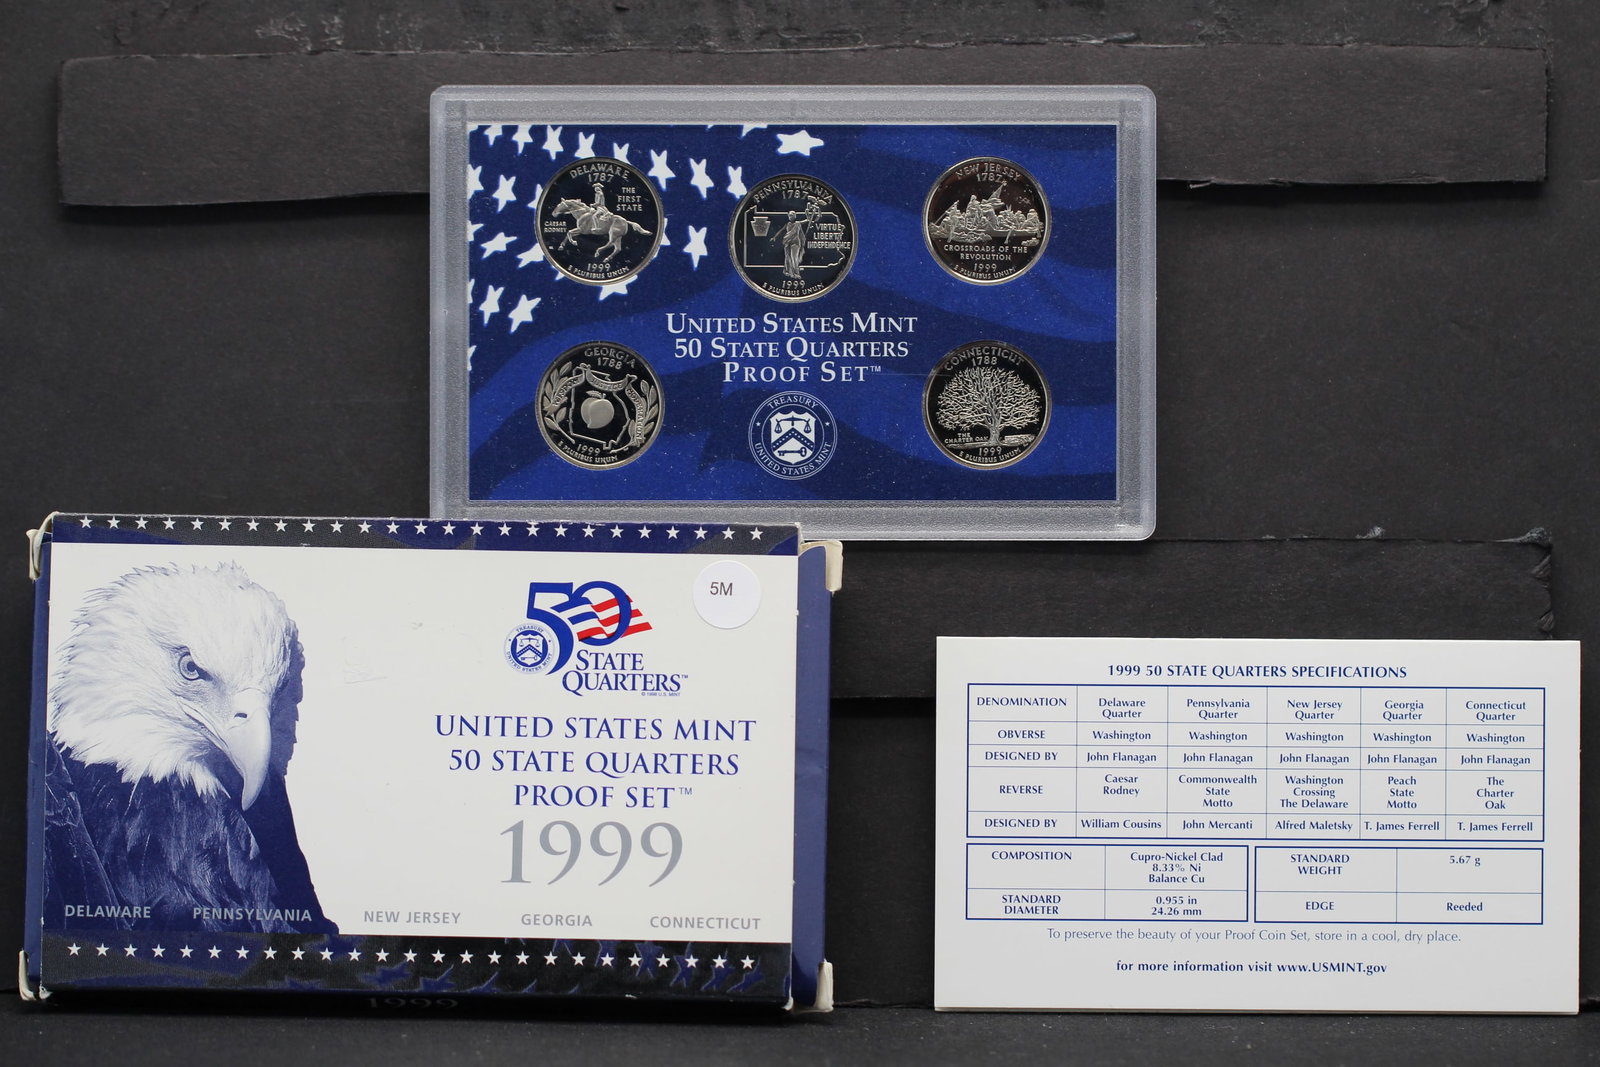 DELAWARE
1787
THE
FIRST
STATE
CAESAR
RODNEY
1999
E PLURIBUS UNUM
PENNSYLVANIA
1787
VIRTUE
LIBERTY
INDEPENDENCE
1999
E PLURIBUS UNUM
NEW JERSEY
1787
CROSSROADS OF THE
REVOLUTION
1999
E PLURIBUS UNUM
UNITED STATES MINT
50 STATE QUARTERS™
PROOF SET™
TREASURY
UNITED STATES MINT
GEORGIA
1788
1999
E PLURIBUS UNUM
CONNECTICUT
1788
THE
CHARTER OAK
1999
E PLURIBUS UNUM
5M
50
TREASURY
UNITED STATES MINT
STATE
QUARTERS™
© 1998 U.S. MINT
UNITED STATES MINT
50 STATE QUARTERS
PROOF SET™
1999
DELAWARE PENNSYLVANIA NEW JERSEY GEORGIA CONNECTICUT
1999
1999 50 STATE QUARTERS SPECIFICATIONS
DENOMINATION Delaware Quarter Pennsylvania Quarter New Jersey Quarter Georgia Quarter Connecticut Quarter
OBVERSE Washington Washington Washington Washington Washington
DESIGNED BY John Flanagan John Flanagan John Flanagan John Flanagan John Flanagan
REVERSE Caesar Rodney Commonwealth State Motto Washington Crossing The Delaware Peach State Motto The Charter Oak
DESIGNED BY William Cousins John Mercanti Alfred Maletsky T. James Ferrell T. James Ferrell
COMPOSITION Cupro-Nickel Clad
8.33% Ni
Balance Cu
STANDARD WEIGHT 5.67 g
STANDARD DIAMETER 0.955 in
24.26 mm
EDGE Reeded
To preserve the beauty of your Proof Coin Set, store in a cool, dry place.
for more information visit www.USMINT.gov